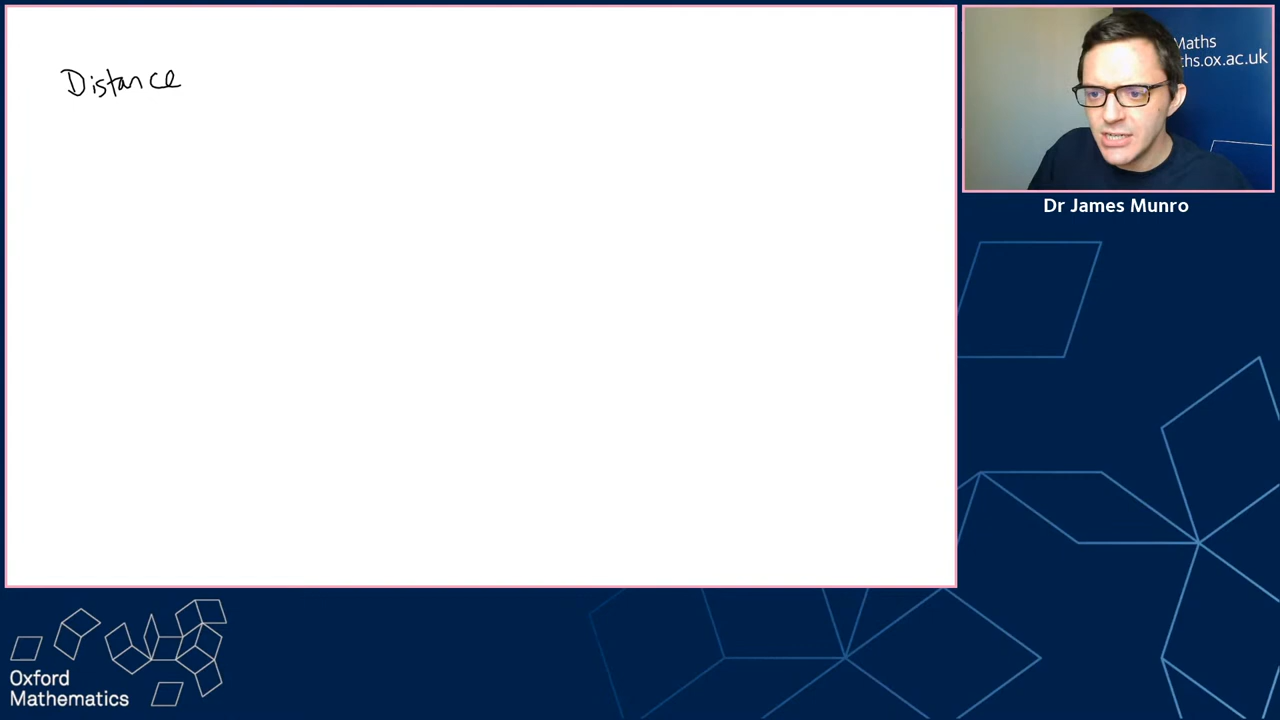 Distance
Maths
ths.ox.ac.uk
Dr James Munro
Oxford
Mathematics